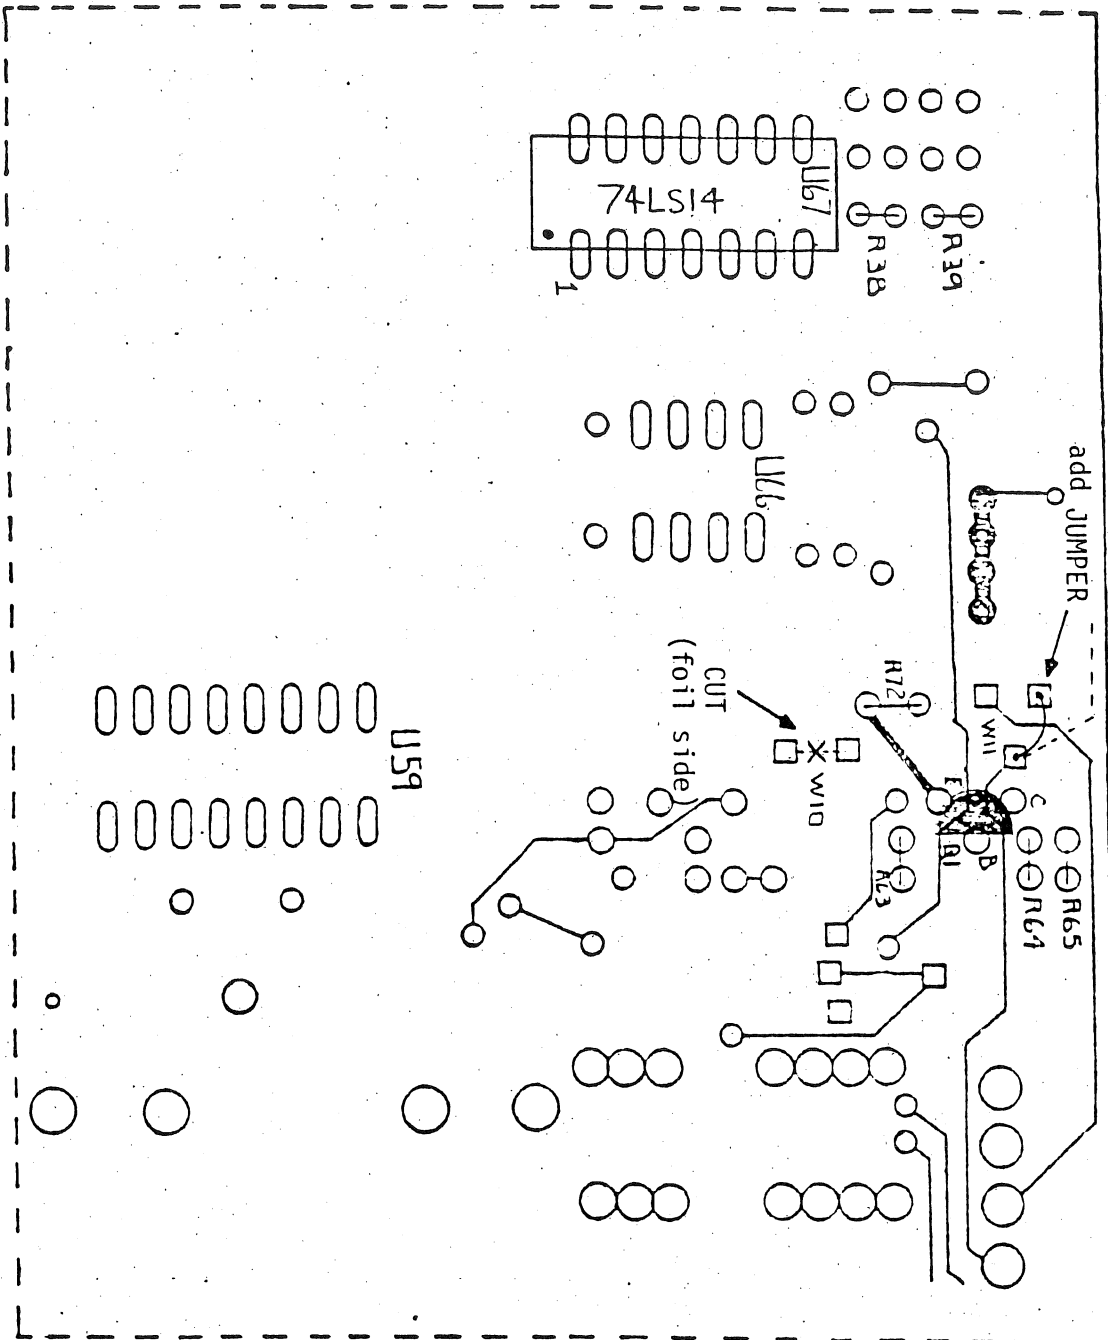 U67
74LS14
1
R38
R39
U66
add JUMPER
CUT
(foil side)
R72
W11
W10
U59
E
C
B
Q1
R63
R64
R65